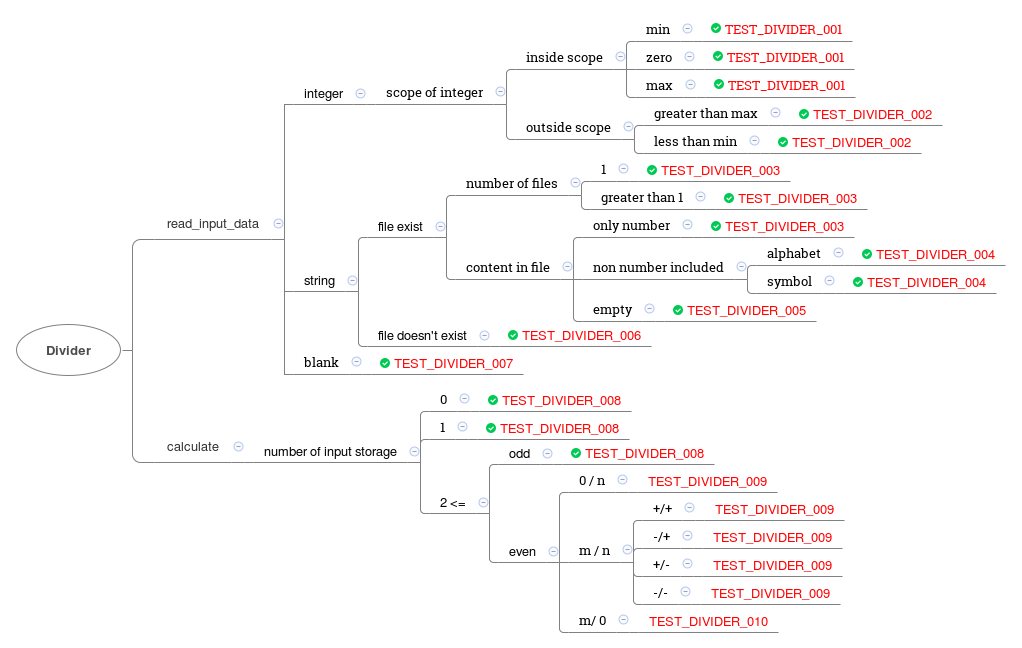 Divider
read_input_data
integer
scope of integer
inside scope
min TEST_DIVIDER_001
zero TEST_DIVIDER_001
max TEST_DIVIDER_001
outside scope
greater than max TEST_DIVIDER_002
less than min TEST_DIVIDER_002
string
file exist
number of files
1 TEST_DIVIDER_003
greater than 1 TEST_DIVIDER_003
content in file
only number TEST_DIVIDER_003
non number included
alphabet TEST_DIVIDER_004
symbol TEST_DIVIDER_004
empty TEST_DIVIDER_005
file doesn't exist TEST_DIVIDER_006
blank TEST_DIVIDER_007
calculate
number of input storage
0 TEST_DIVIDER_008
1 TEST_DIVIDER_008
2 <=
odd TEST_DIVIDER_008
even
0 / n TEST_DIVIDER_009
m / n
+/+ TEST_DIVIDER_009
-/+ TEST_DIVIDER_009
+/- TEST_DIVIDER_009
-/- TEST_DIVIDER_009
m/ 0 TEST_DIVIDER_010